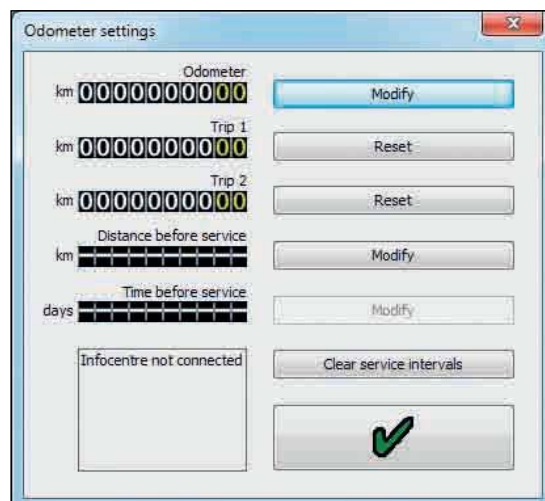 Odometer settings
Odometer
km 0000000000 Modify
Trip 1
km 0000000000 Reset
Trip 2
km 0000000000 Reset
Distance before service
km ---------- Modify
Time before service
days ---------- Modify
Infocentre not connected
Clear service intervals